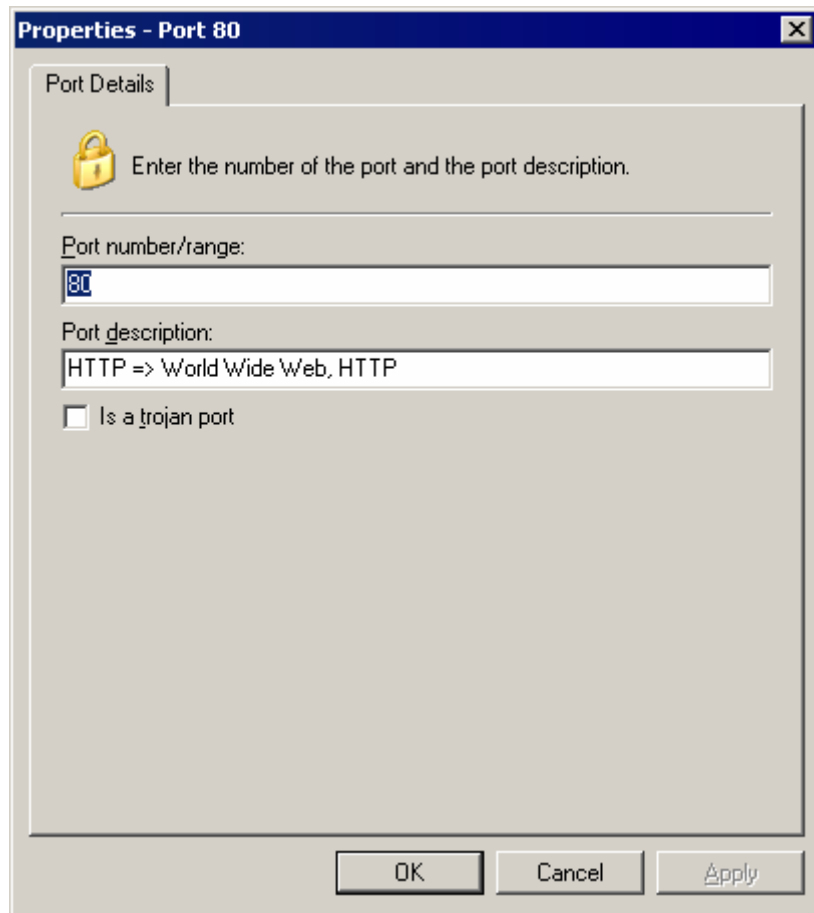 Properties - Port 80
Port Details
Enter the number of the port and the port description.
Port number/range:
80
Port description:
HTTP => World Wide Web, HTTP
Is a trojan port
OK Cancel Apply